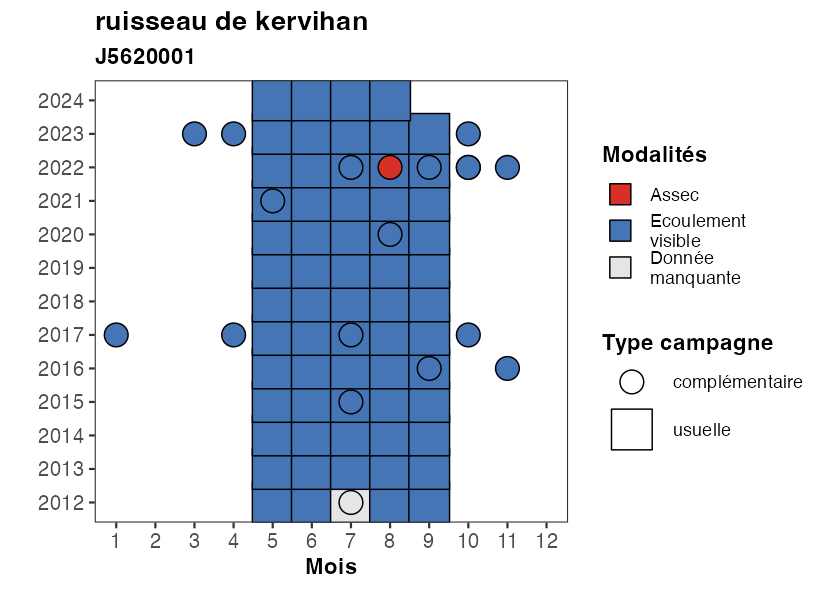 ruisseau de kervihan
J5620001
2024
2023
2022
2021
2020
2019
2018
2017
2016
2015
2014
2013
2012
1 2 3 4 5 6 7 8 9 10 11 12
Mois
Modalités
Assec
Ecoulement
visible
Donnée
manquante
Type campagne
complémentaire
usuelle